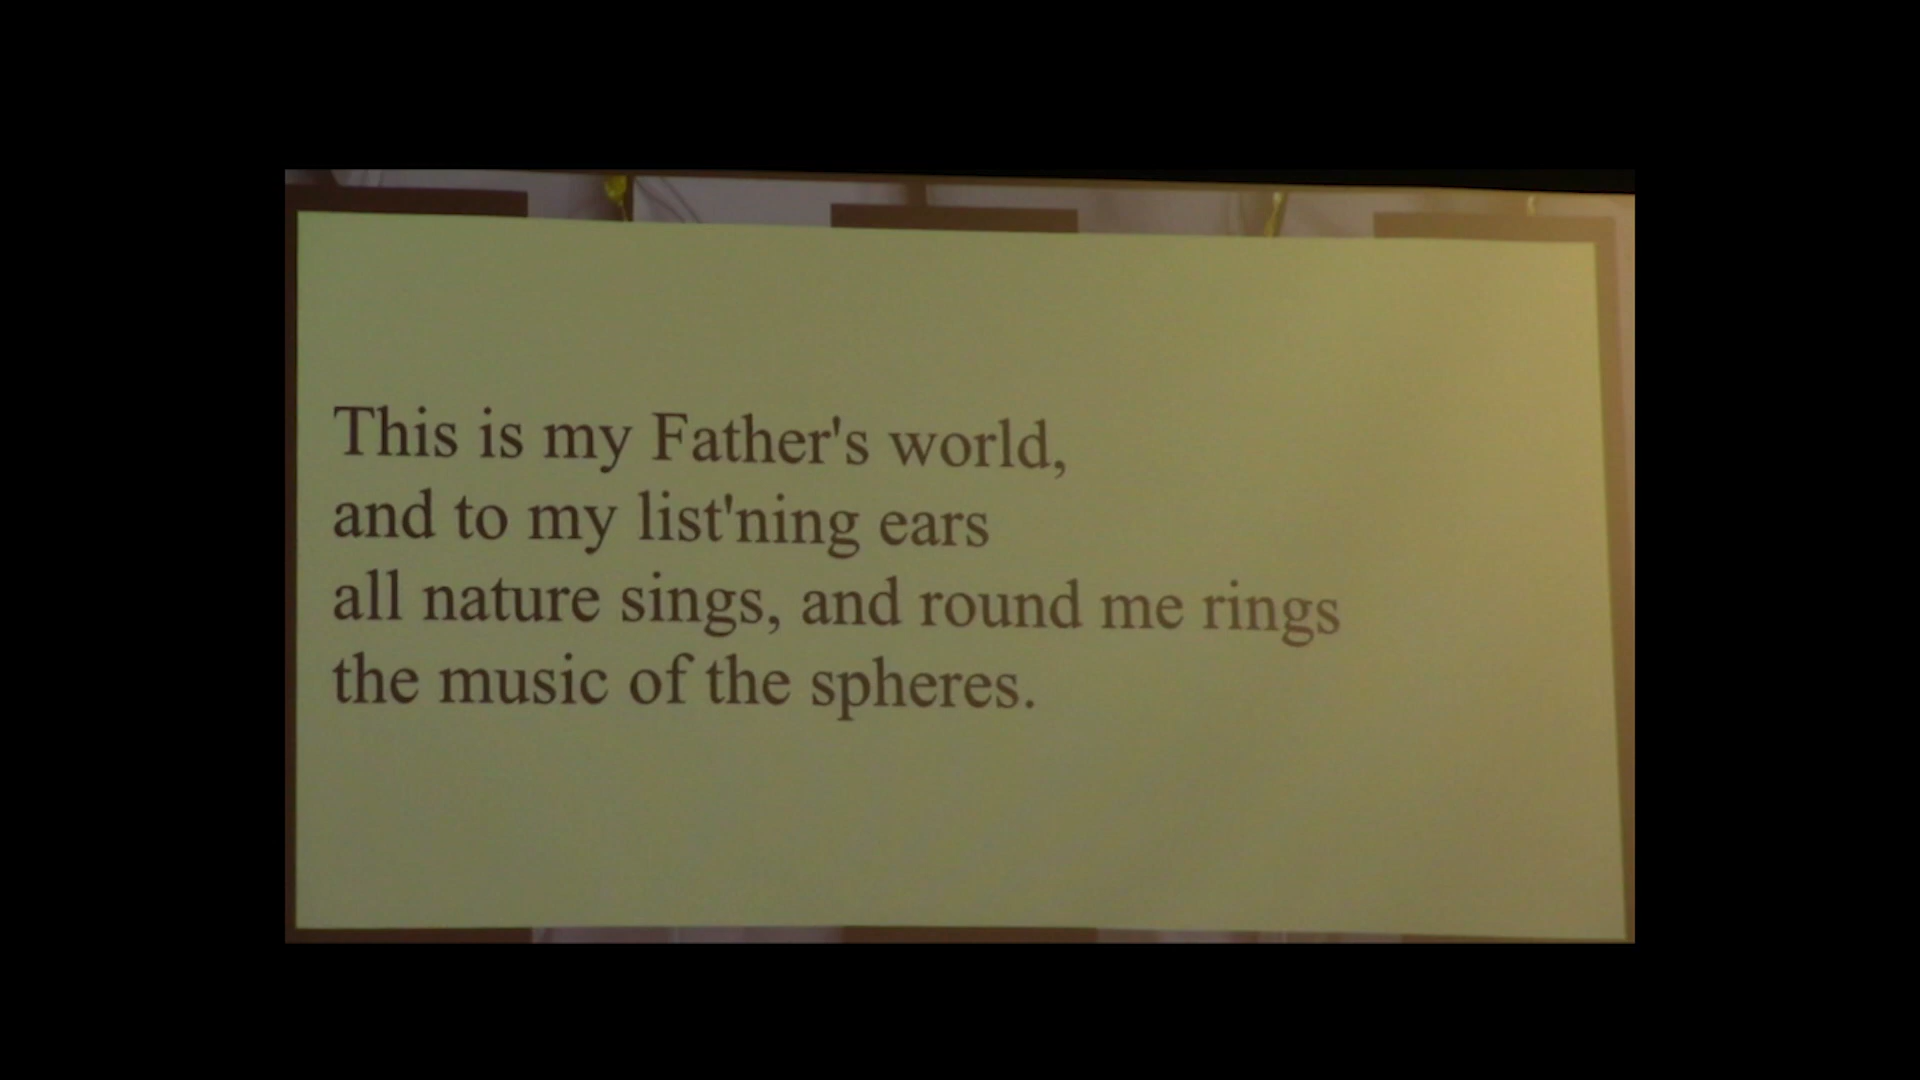 This is my Father's world,
and to my list'ning ears
all nature sings, and round me rings
the music of the spheres.